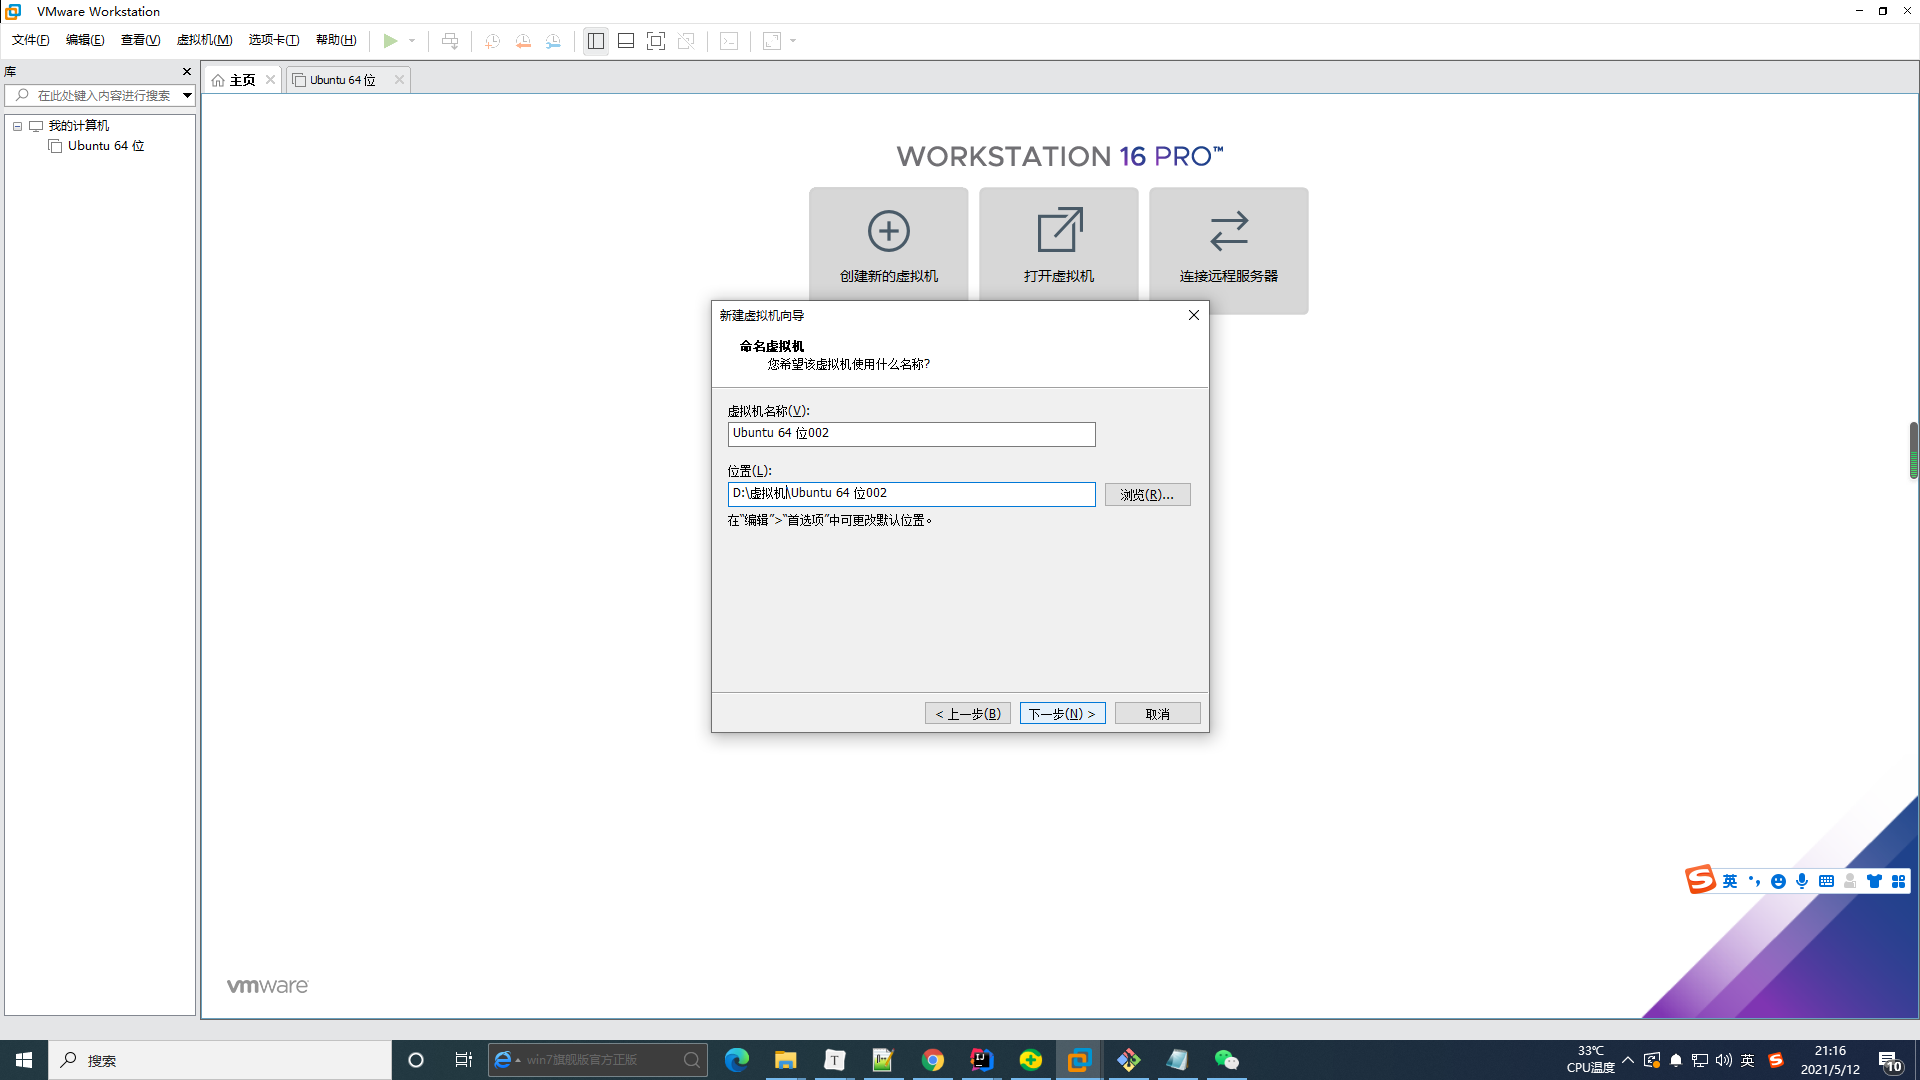 VMware Workstation
文件(F) 编辑(E) 查看(V) 虚拟机(M) 选项卡(T) 帮助(H)
库
在此处键入内容进行搜索
我的计算机
Ubuntu 64 位
主页
Ubuntu 64 位
WORKSTATION 16 PRO™
创建新的虚拟机
打开虚拟机
连接远程服务器
新建虚拟机向导
命名虚拟机
您希望该虚拟机使用什么名称?
虚拟机名称(V):
Ubuntu 64 位002
位置(L):
D:\虚拟机\Ubuntu 64 位002
浏览(R)...
在"编辑">"首选项"中可更改默认位置。
< 上一步(B)
下一步(N) >
取消
英
vmware
搜索
win7旗舰版官方正版
33℃
CPU温度
英
21:16
2021/5/12
10